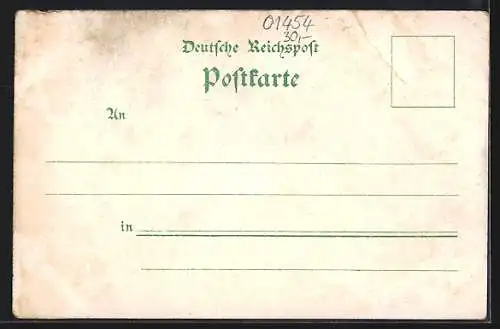 01454
30,-
Deutsche Reichspost
Postkarte
An
in